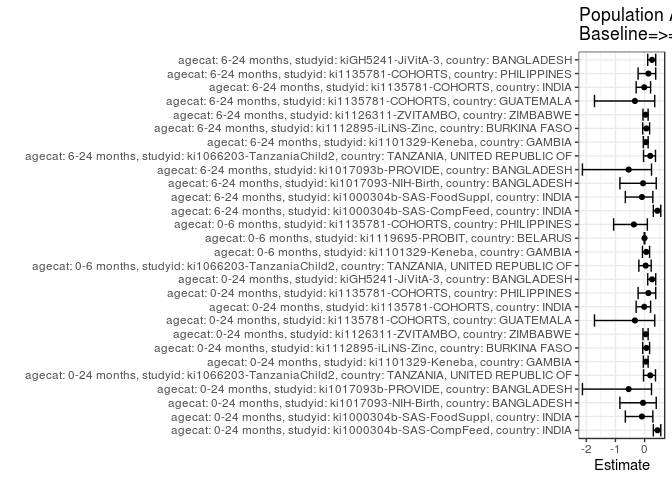 Population A
Baseline=>=
agecat: 6-24 months, studyid: kiGH5241-JiVitA-3, country: BANGLADESH
agecat: 6-24 months, studyid: ki1135781-COHORTS, country: PHILIPPINES
agecat: 6-24 months, studyid: ki1135781-COHORTS, country: INDIA
agecat: 6-24 months, studyid: ki1135781-COHORTS, country: GUATEMALA
agecat: 6-24 months, studyid: ki1126311-ZVITAMBO, country: ZIMBABWE
agecat: 6-24 months, studyid: ki1112895-iLiNS-Zinc, country: BURKINA FASO
agecat: 6-24 months, studyid: ki1101329-Keneba, country: GAMBIA
agecat: 6-24 months, studyid: ki1066203-TanzaniaChild2, country: TANZANIA, UNITED REPUBLIC OF
agecat: 6-24 months, studyid: ki1017093b-PROVIDE, country: BANGLADESH
agecat: 6-24 months, studyid: ki1017093-NIH-Birth, country: BANGLADESH
agecat: 6-24 months, studyid: ki1000304b-SAS-FoodSuppl, country: INDIA
agecat: 6-24 months, studyid: ki1000304b-SAS-CompFeed, country: INDIA
agecat: 0-6 months, studyid: ki1135781-COHORTS, country: PHILIPPINES
agecat: 0-6 months, studyid: ki1119695-PROBIT, country: BELARUS
agecat: 0-6 months, studyid: ki1101329-Keneba, country: GAMBIA
agecat: 0-6 months, studyid: ki1066203-TanzaniaChild2, country: TANZANIA, UNITED REPUBLIC OF
agecat: 0-24 months, studyid: kiGH5241-JiVitA-3, country: BANGLADESH
agecat: 0-24 months, studyid: ki1135781-COHORTS, country: PHILIPPINES
agecat: 0-24 months, studyid: ki1135781-COHORTS, country: INDIA
agecat: 0-24 months, studyid: ki1135781-COHORTS, country: GUATEMALA
agecat: 0-24 months, studyid: ki1126311-ZVITAMBO, country: ZIMBABWE
agecat: 0-24 months, studyid: ki1112895-iLiNS-Zinc, country: BURKINA FASO
agecat: 0-24 months, studyid: ki1101329-Keneba, country: GAMBIA
agecat: 0-24 months, studyid: ki1066203-TanzaniaChild2, country: TANZANIA, UNITED REPUBLIC OF
agecat: 0-24 months, studyid: ki1017093b-PROVIDE, country: BANGLADESH
agecat: 0-24 months, studyid: ki1017093-NIH-Birth, country: BANGLADESH
agecat: 0-24 months, studyid: ki1000304b-SAS-FoodSuppl, country: INDIA
agecat: 0-24 months, studyid: ki1000304b-SAS-CompFeed, country: INDIA
-2 -1 0
Estimate